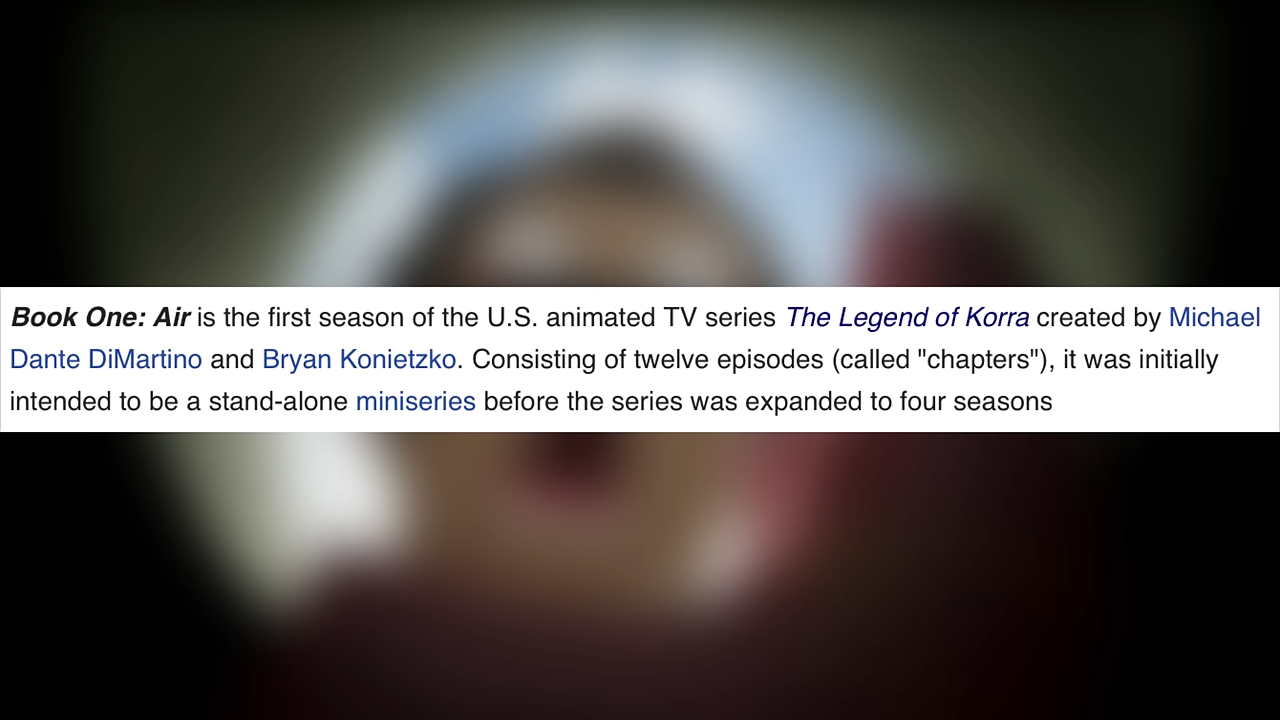 Book One: Air is the first season of the U.S. animated TV series The Legend of Korra created by Michael
Dante DiMartino and Bryan Konietzko. Consisting of twelve episodes (called "chapters"), it was initially
intended to be a stand-alone miniseries before the series was expanded to four seasons